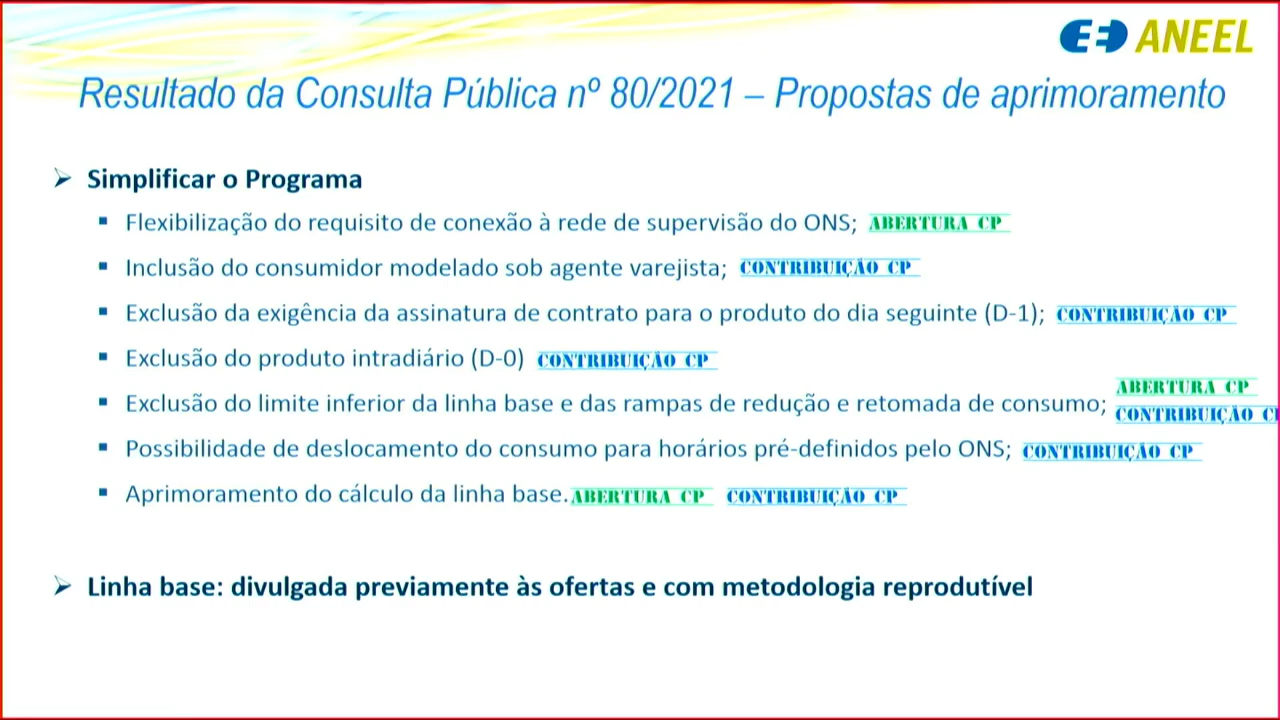 ANEEL
Resultado da Consulta Pública nº 80/2021 – Propostas de aprimoramento
Simplificar o Programa
Flexibilização do requisito de conexão à rede de supervisão do ONS; ABERTURA CP
Inclusão do consumidor modelado sob agente varejista; CONTRIBUIÇÃO CP
Exclusão da exigência da assinatura de contrato para o produto do dia seguinte (D-1); CONTRIBUIÇÃO CP
Exclusão do produto intradiário (D-0) CONTRIBUIÇÃO CP
ABERTURA CP
Exclusão do limite inferior da linha base e das rampas de redução e retomada de consumo; CONTRIBUIÇÃO CP
Possibilidade de deslocamento do consumo para horários pré-definidos pelo ONS; CONTRIBUIÇÃO CP
Aprimoramento do cálculo da linha base. ABERTURA CP CONTRIBUIÇÃO CP
Linha base: divulgada previamente às ofertas e com metodologia reprodutível